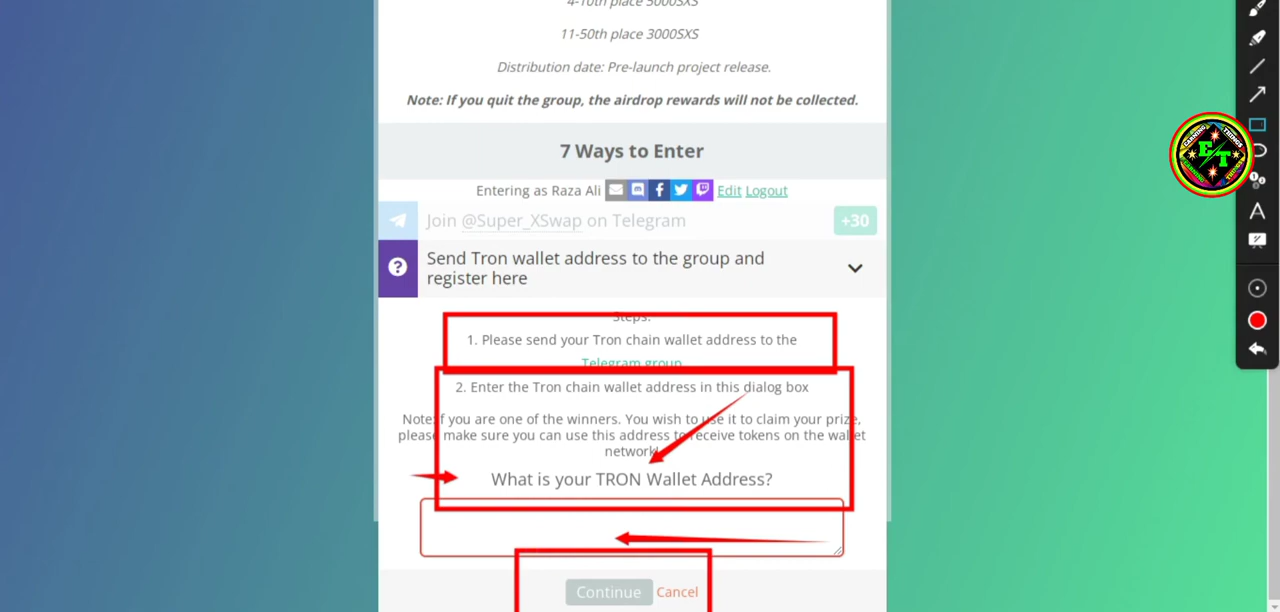 4-10th place 5000SXS
11-50th place 3000SXS
Distribution date: Pre-launch project release.
Note: If you quit the group, the airdrop rewards will not be collected.
7 Ways to Enter
Entering as Raza Ali Edit Logout
Join @Super_XSwap on Telegram +30
Send Tron wallet address to the group and
register here
Steps:
1. Please send your Tron chain wallet address to the
Telegram group
2. Enter the Tron chain wallet address in this dialog box
Note: If you are one of the winners. You wish to use it to claim your prize,
please make sure you can use this address to receive tokens on the wallet
network!
What is your TRON Wallet Address?
Continue Cancel
EARNING THINGS
E/T
EARNING THINGS
A